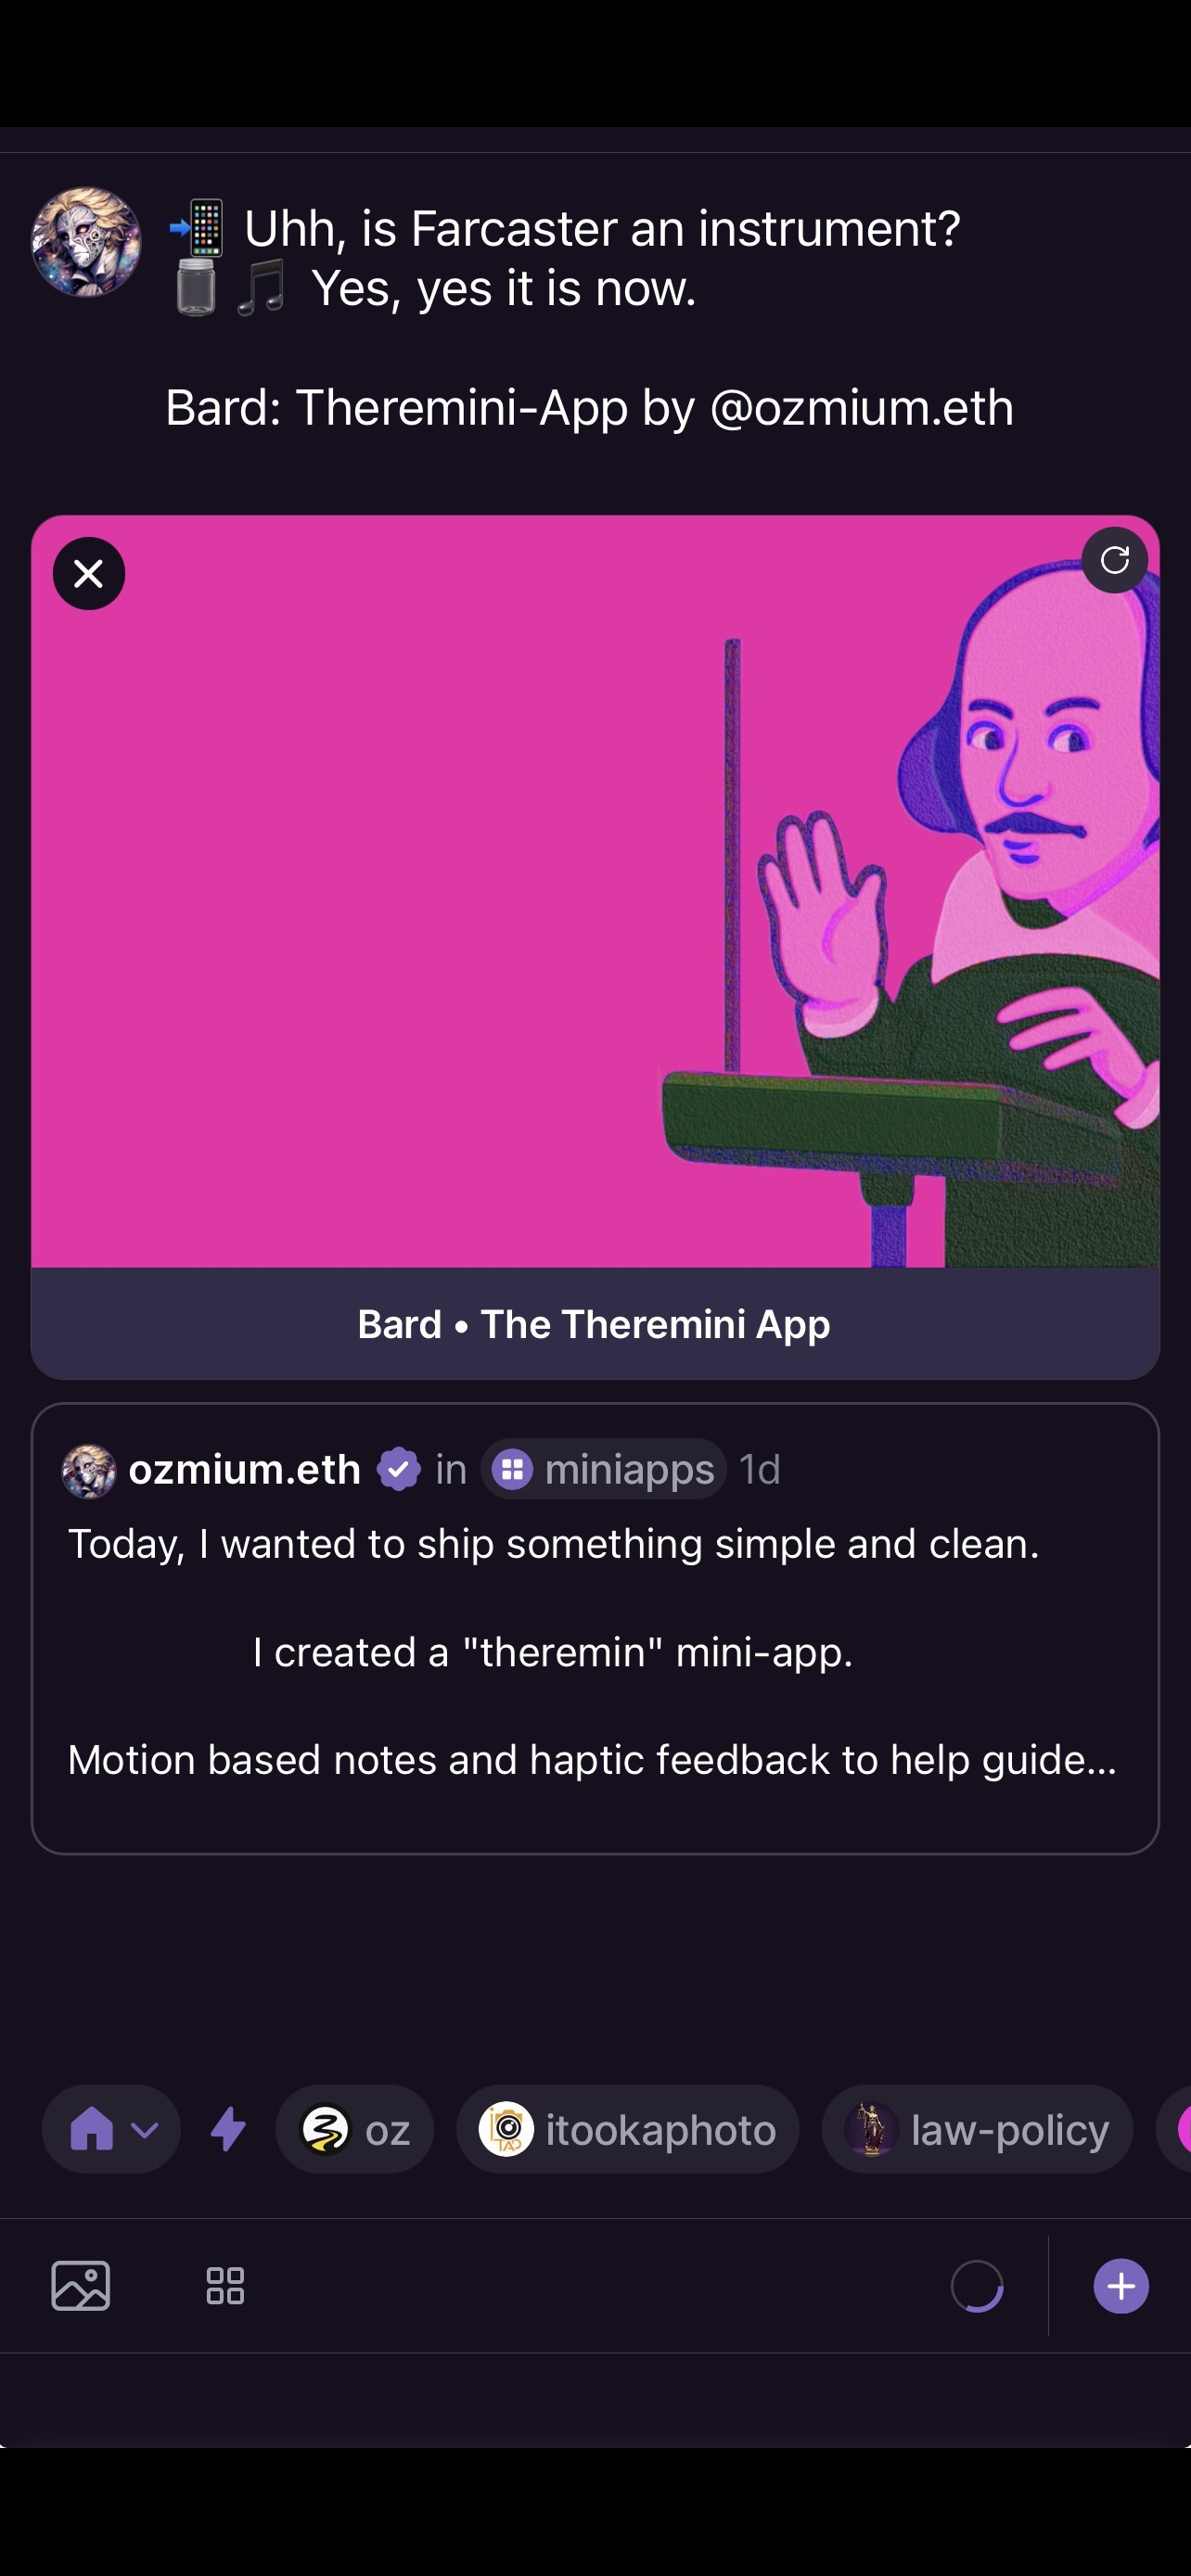 📲 Uhh, is Farcaster an instrument?
🫙🎵 Yes, yes it is now.
Bard: Theremini-App by @ozmium.eth
Bard • The Theremini App
ozmium.eth in miniapps 1d
Today, I wanted to ship something simple and clean.
I created a "theremin" mini-app.
Motion based notes and haptic feedback to help guide...
oz itookaphoto law-policy